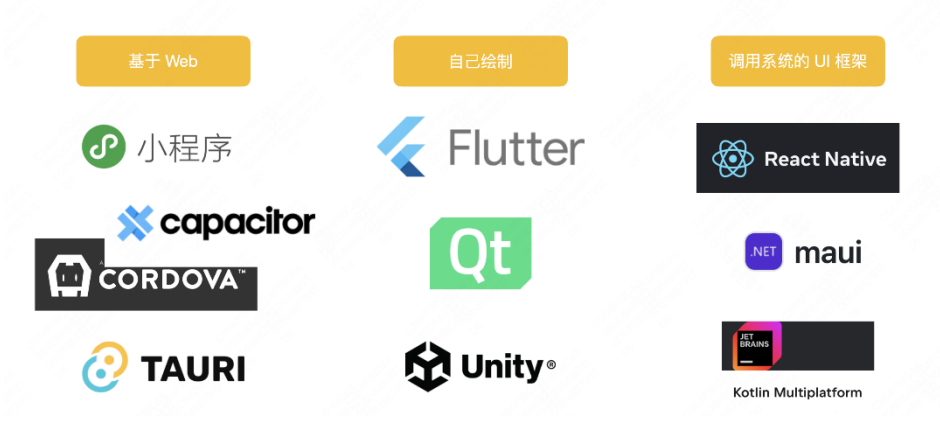 基于 Web
自己绘制
调用系统的 UI 框架
小程序
Flutter
React Native
capacitor
CORDOVA™
Qt
.NET
maui
TAURI
Unity®
JET
BRAINS
Kotlin Multiplatform